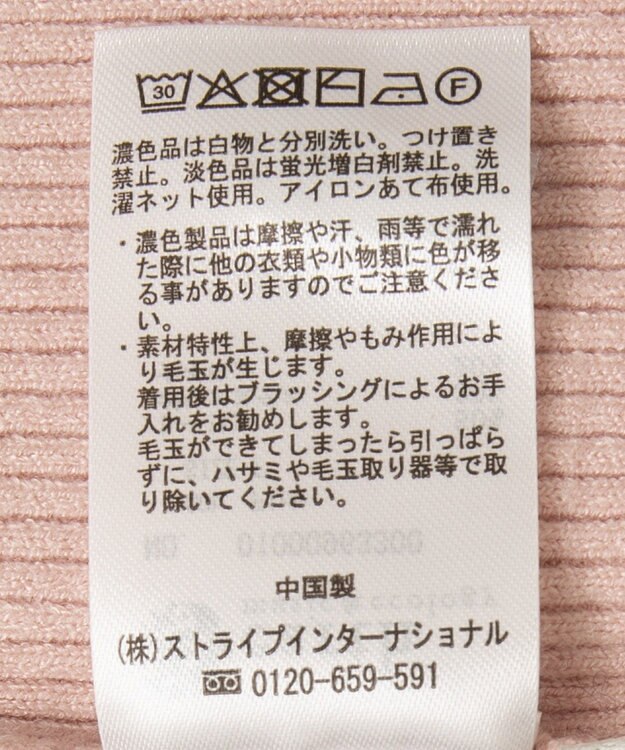 30 F
濃色品は白物と分別洗い。つけ置き
禁止。淡色品は蛍光増白剤禁止。洗
濯ネット使用。アイロンあて布使用。
・濃色製品は摩擦や汗、雨等で濡れ
た際に他の衣類や小物類に色が移
る事がありますのでご注意くださ
い。
・素材特性上、摩擦やもみ作用によ
り毛玉が生じます。
着用後はブラッシングによるお手
入れをお勧めします。
毛玉ができてしまったら引っぱら
ずに、ハサミや毛玉取り器等で取
り除いてください。
中国製
(株)ストライプインターナショナル
0120-659-591